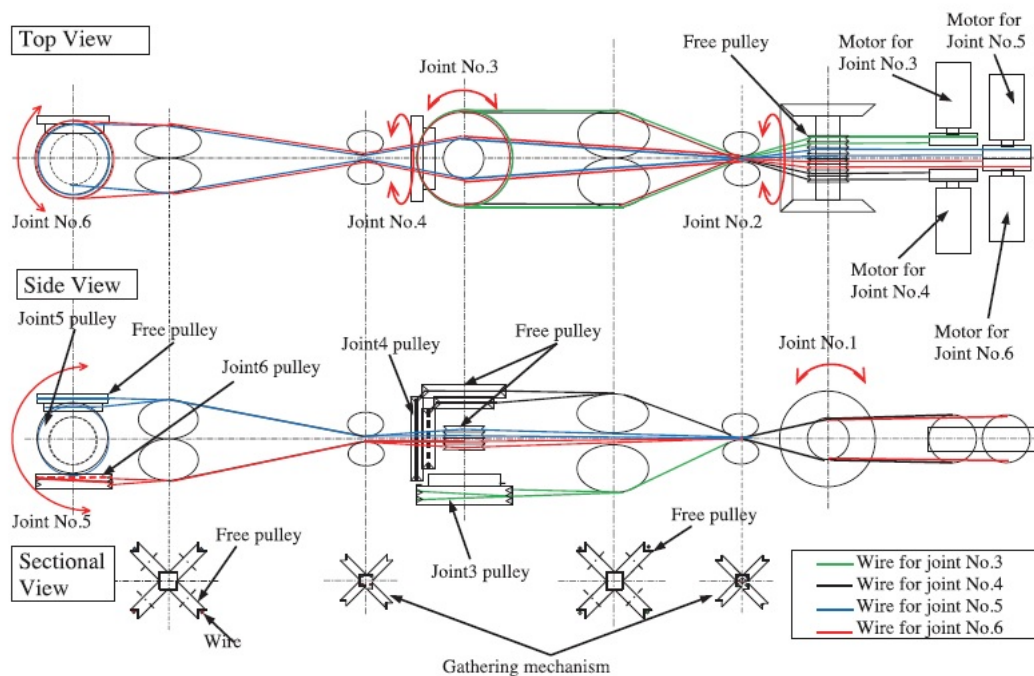 Top View
Joint No.3
Free pulley
Motor for
Joint No.3
Motor for
Joint No.5
Joint No.6
Joint No.4
Joint No.2
Motor for
Joint No.4
Motor for
Joint No.6
Side View
Joint5 pulley
Free pulley
Joint6 pulley
Joint4 pulley
Free pulley
Joint No.1
Joint No.5
Joint3 pulley
Sectional
View
Free pulley
Wire
Free pulley
Gathering mechanism
Wire for joint No.3
Wire for joint No.4
Wire for joint No.5
Wire for joint No.6